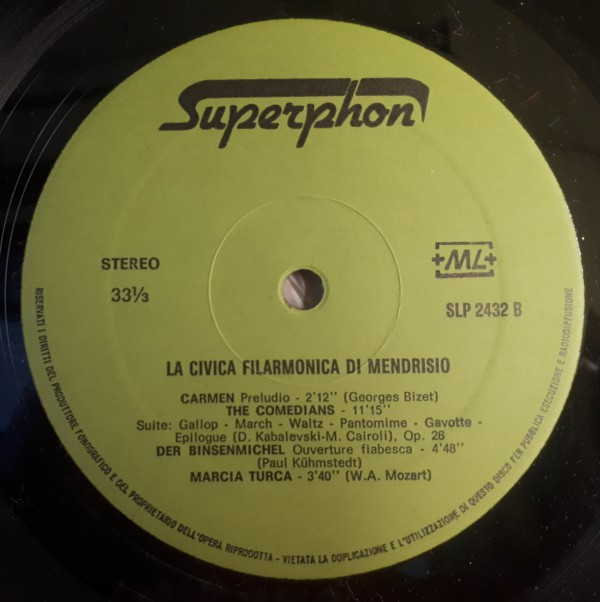 Superphon
STEREO
33⅓
+ML+
SLP 2432 B
LA CIVICA FILARMONICA DI MENDRISIO
CARMEN Preludio - 2'12'' (Georges Bizet)
THE COMEDIANS - 11'15''
Suite: Gallop - March - Waltz - Pantomime - Gavotte -
Epilogue (D. Kabalevski-M. Cairoli), Op. 26
DER BINSENMICHEL Ouverture fiabesca - 4'48''
(Paul Kühmstedt)
MARCIA TURCA - 3'40'' (W.A. Mozart)
RISERVATI I DIRITTI DEL PRODUTTORE FONOGRAFICO E DEL PROPRIETARIO DELL'OPERA RIPRODOTTA - VIETATA LA DUPLICAZIONE E L'UTILIZZAZIONE DI QUESTO DISCO PER PUBBLICA ESECUZIONE E RADIODIFFUSIONE